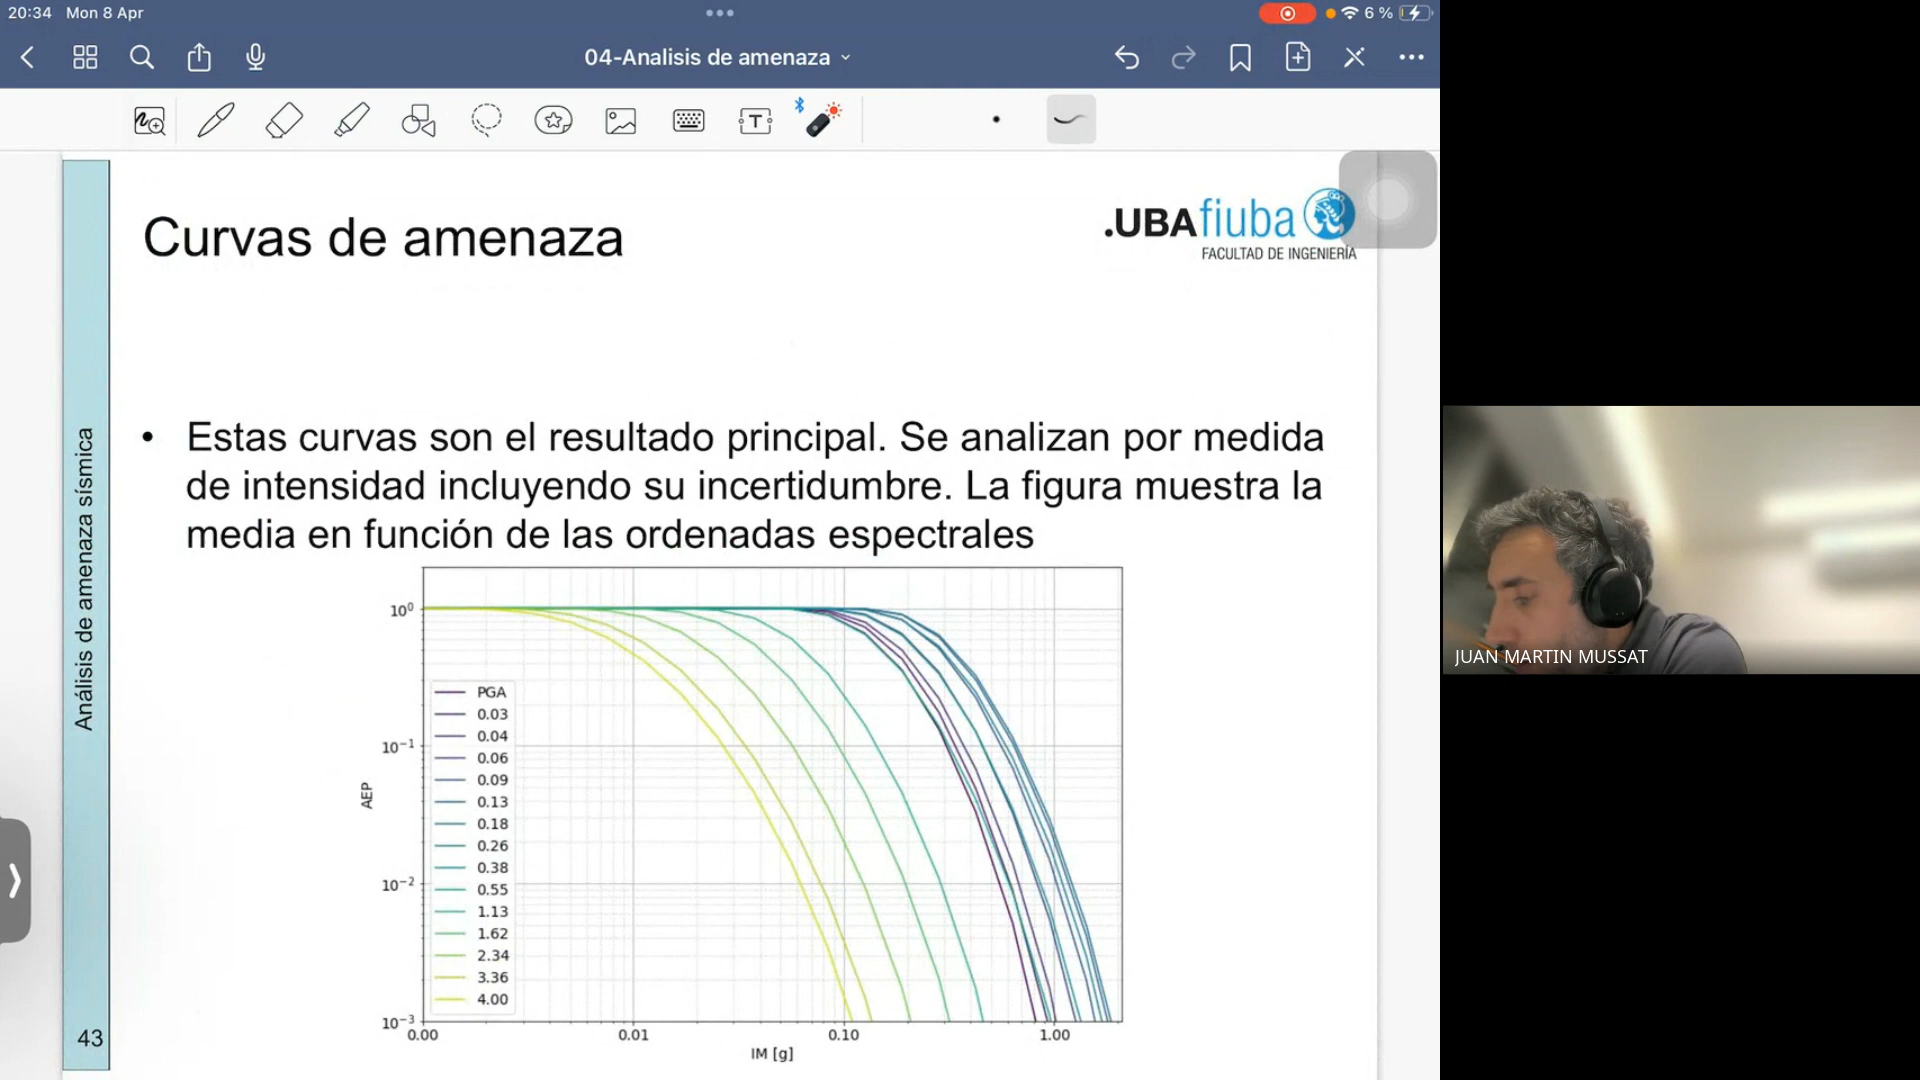 20:34 Mon 8 Apr
6 %
04-Analisis de amenaza
T
Curvas de amenaza
.UBAfiuba
FACULTAD DE INGENIERÍA
Análisis de amenaza sísmica
• Estas curvas son el resultado principal. Se analizan por medida
de intensidad incluyendo su incertidumbre. La figura muestra la
media en función de las ordenadas espectrales
10⁰
10⁻¹
10⁻²
10⁻³
AEP
PGA
0.03
0.04
0.06
0.09
0.13
0.18
0.26
0.38
0.55
1.13
1.62
2.34
3.36
4.00
0.00 0.01 0.10 1.00
IM [g]
43
JUAN MARTIN MUSSAT